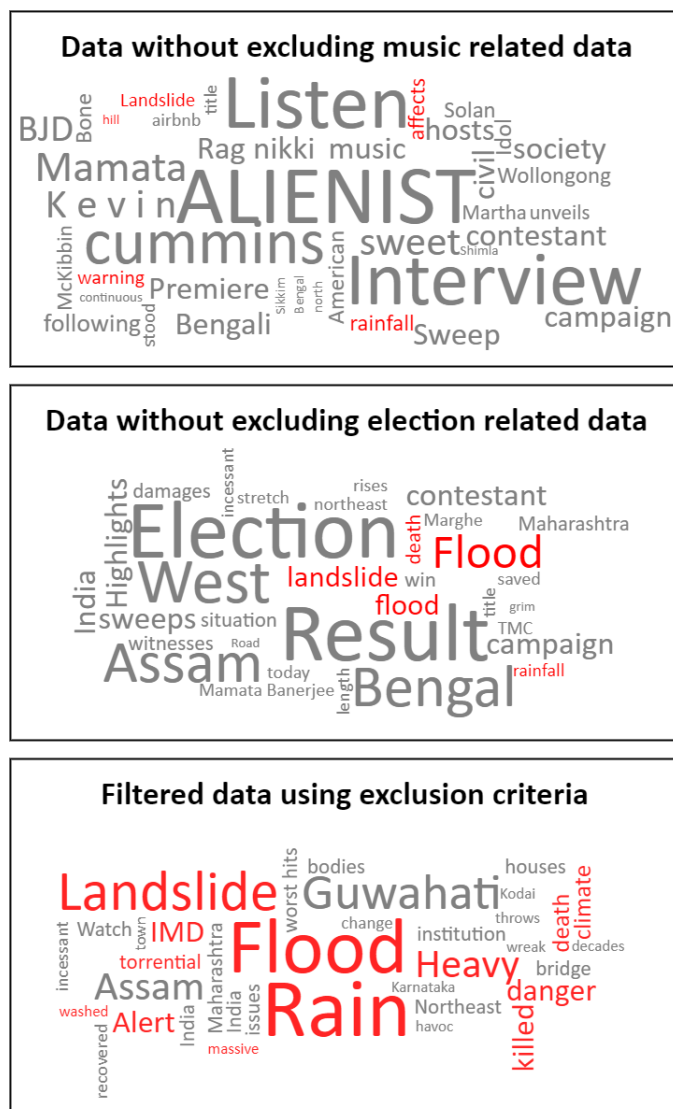 Data without excluding music related data
Landslide
title
Listen
affects
Solan
hill
airbnb
Bone
BJD
hosts
Idol
Rag nikki music
civil
society
Mamata
ALIENIST
Wollongong
Kevin
Martha unveils
cummins
sweet
contestant
Shimla
McKibbin
warning
continuous
Premiere
Sikkim
Bengal
north
American
Interview
following
stood
Bengali
rainfall
Sweep
campaign
Data without excluding election related data
damages
incessant
stretch
rises
northeast
contestant
Highlights
Election
death
Marghe
Maharashtra
Flood
India
West
landslide
win
saved
flood
title
grim
sweeps
situation
Result
TMC
witnesses
Road
campaign
Assam
today
rainfall
Mamata Banerjee
length
Bengal
Filtered data using exclusion criteria
worst hits
bodies
houses
Landslide
Guwahati
Kodai
death
climate
throws
incessant
Watch
town
IMD
Maharashtra
change
institution
wreak
decades
torrential
Flood
Heavy
bridge
Assam
India
issues
Karnataka
danger
washed
Alert
India
Rain
Northeast
havoc
killed
recovered
massive